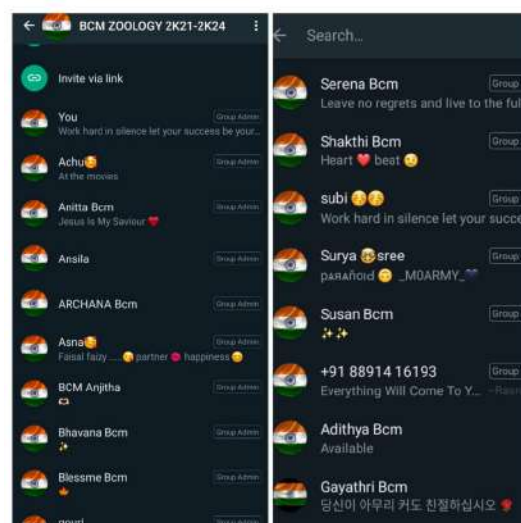 BCM ZOOLOGY 2K21-2K24
Invite via link
You
Group Admin
Work hard in silence let your success be your...
Achu🥰
Group Admin
At the movies
Anitta Bcm
Group Admin
Jesus Is My Saviour ❤️
Ansila
Group Admin
ARCHANA Bcm
Group Admin
Asna🥰
Group Admin
Faisal faizy .....😘 partner 💋 happiness 😊
BCM Anjitha
Group Admin
🫶
Bhavana Bcm
Group Admin
✨
Blessme Bcm
Group Admin
🍁
Search...
Serena Bcm
Group
Leave no regrets and live to the ful
Shakthi Bcm
Group
Heart ❤️ beat 🤒
subi 😚😚
Group
Work hard in silence let your succe
Surya 🤓sree
Group
pᴀʀᴀñoıd 🙃 _M0ARMY_💙
Susan Bcm
Group
✨✨
+91 88914 16193
Group
Everything Will Come To Y...
Adithya Bcm
Available
Gayathri Bcm
당신이 아무리 커도 친절하십시오 🌹